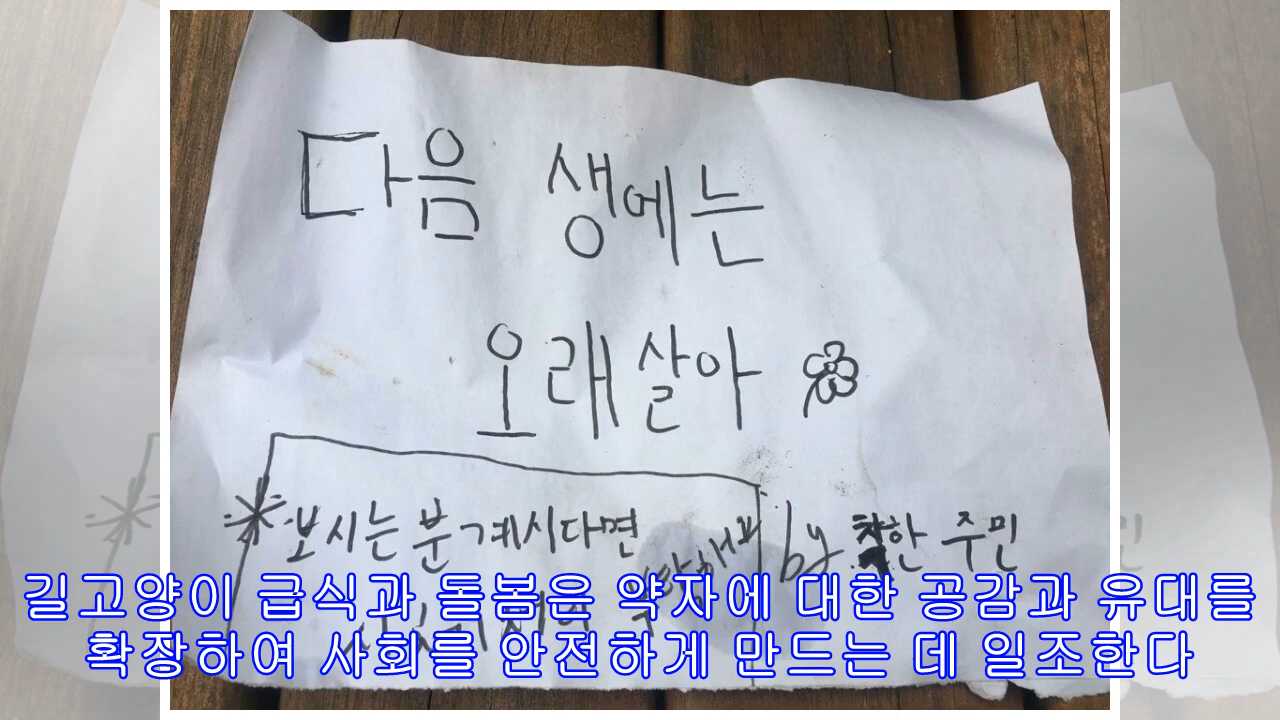 다음 생에는
오래살아
보시는 분 계시다면
by 착한 주민
길고양이 급식과 돌봄은 약자에 대한 공감과 유대를
확장하여 사회를 안전하게 만드는 데 일조한다